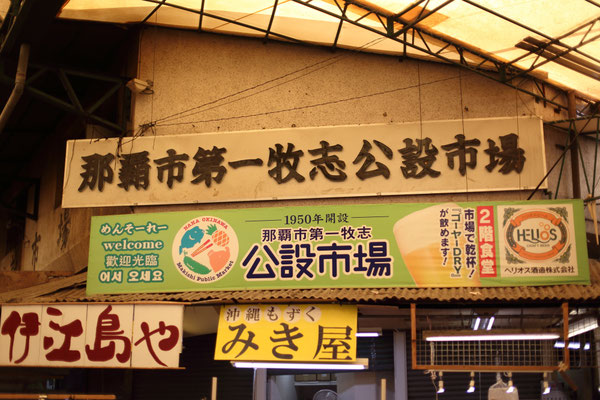 那覇市第一牧志公設市場
めんそーれー
welcome
歡迎光臨
어서 오세요
NAHA OKINAWA
Makishi Public Market
1950年開設
那覇市第一牧志
公設市場
市場で乾杯!
「ゴーヤーDRY」
が飲めます!
2階食堂
HELIOS
ヘリオス酒造株式会社
伊江島や
沖縄もずく
みき屋